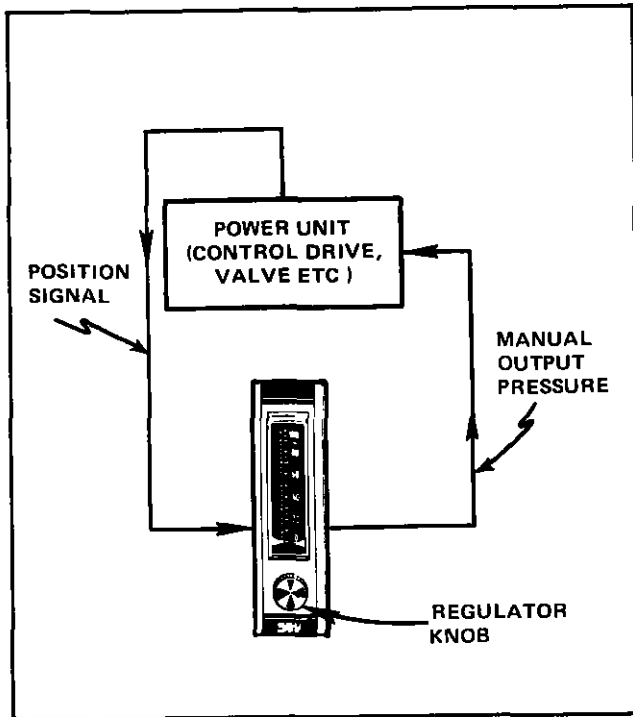 POWER UNIT
(CONTROL DRIVE,
VALVE ETC )
POSITION
SIGNAL
MANUAL
OUTPUT
PRESSURE
REGULATOR
KNOB